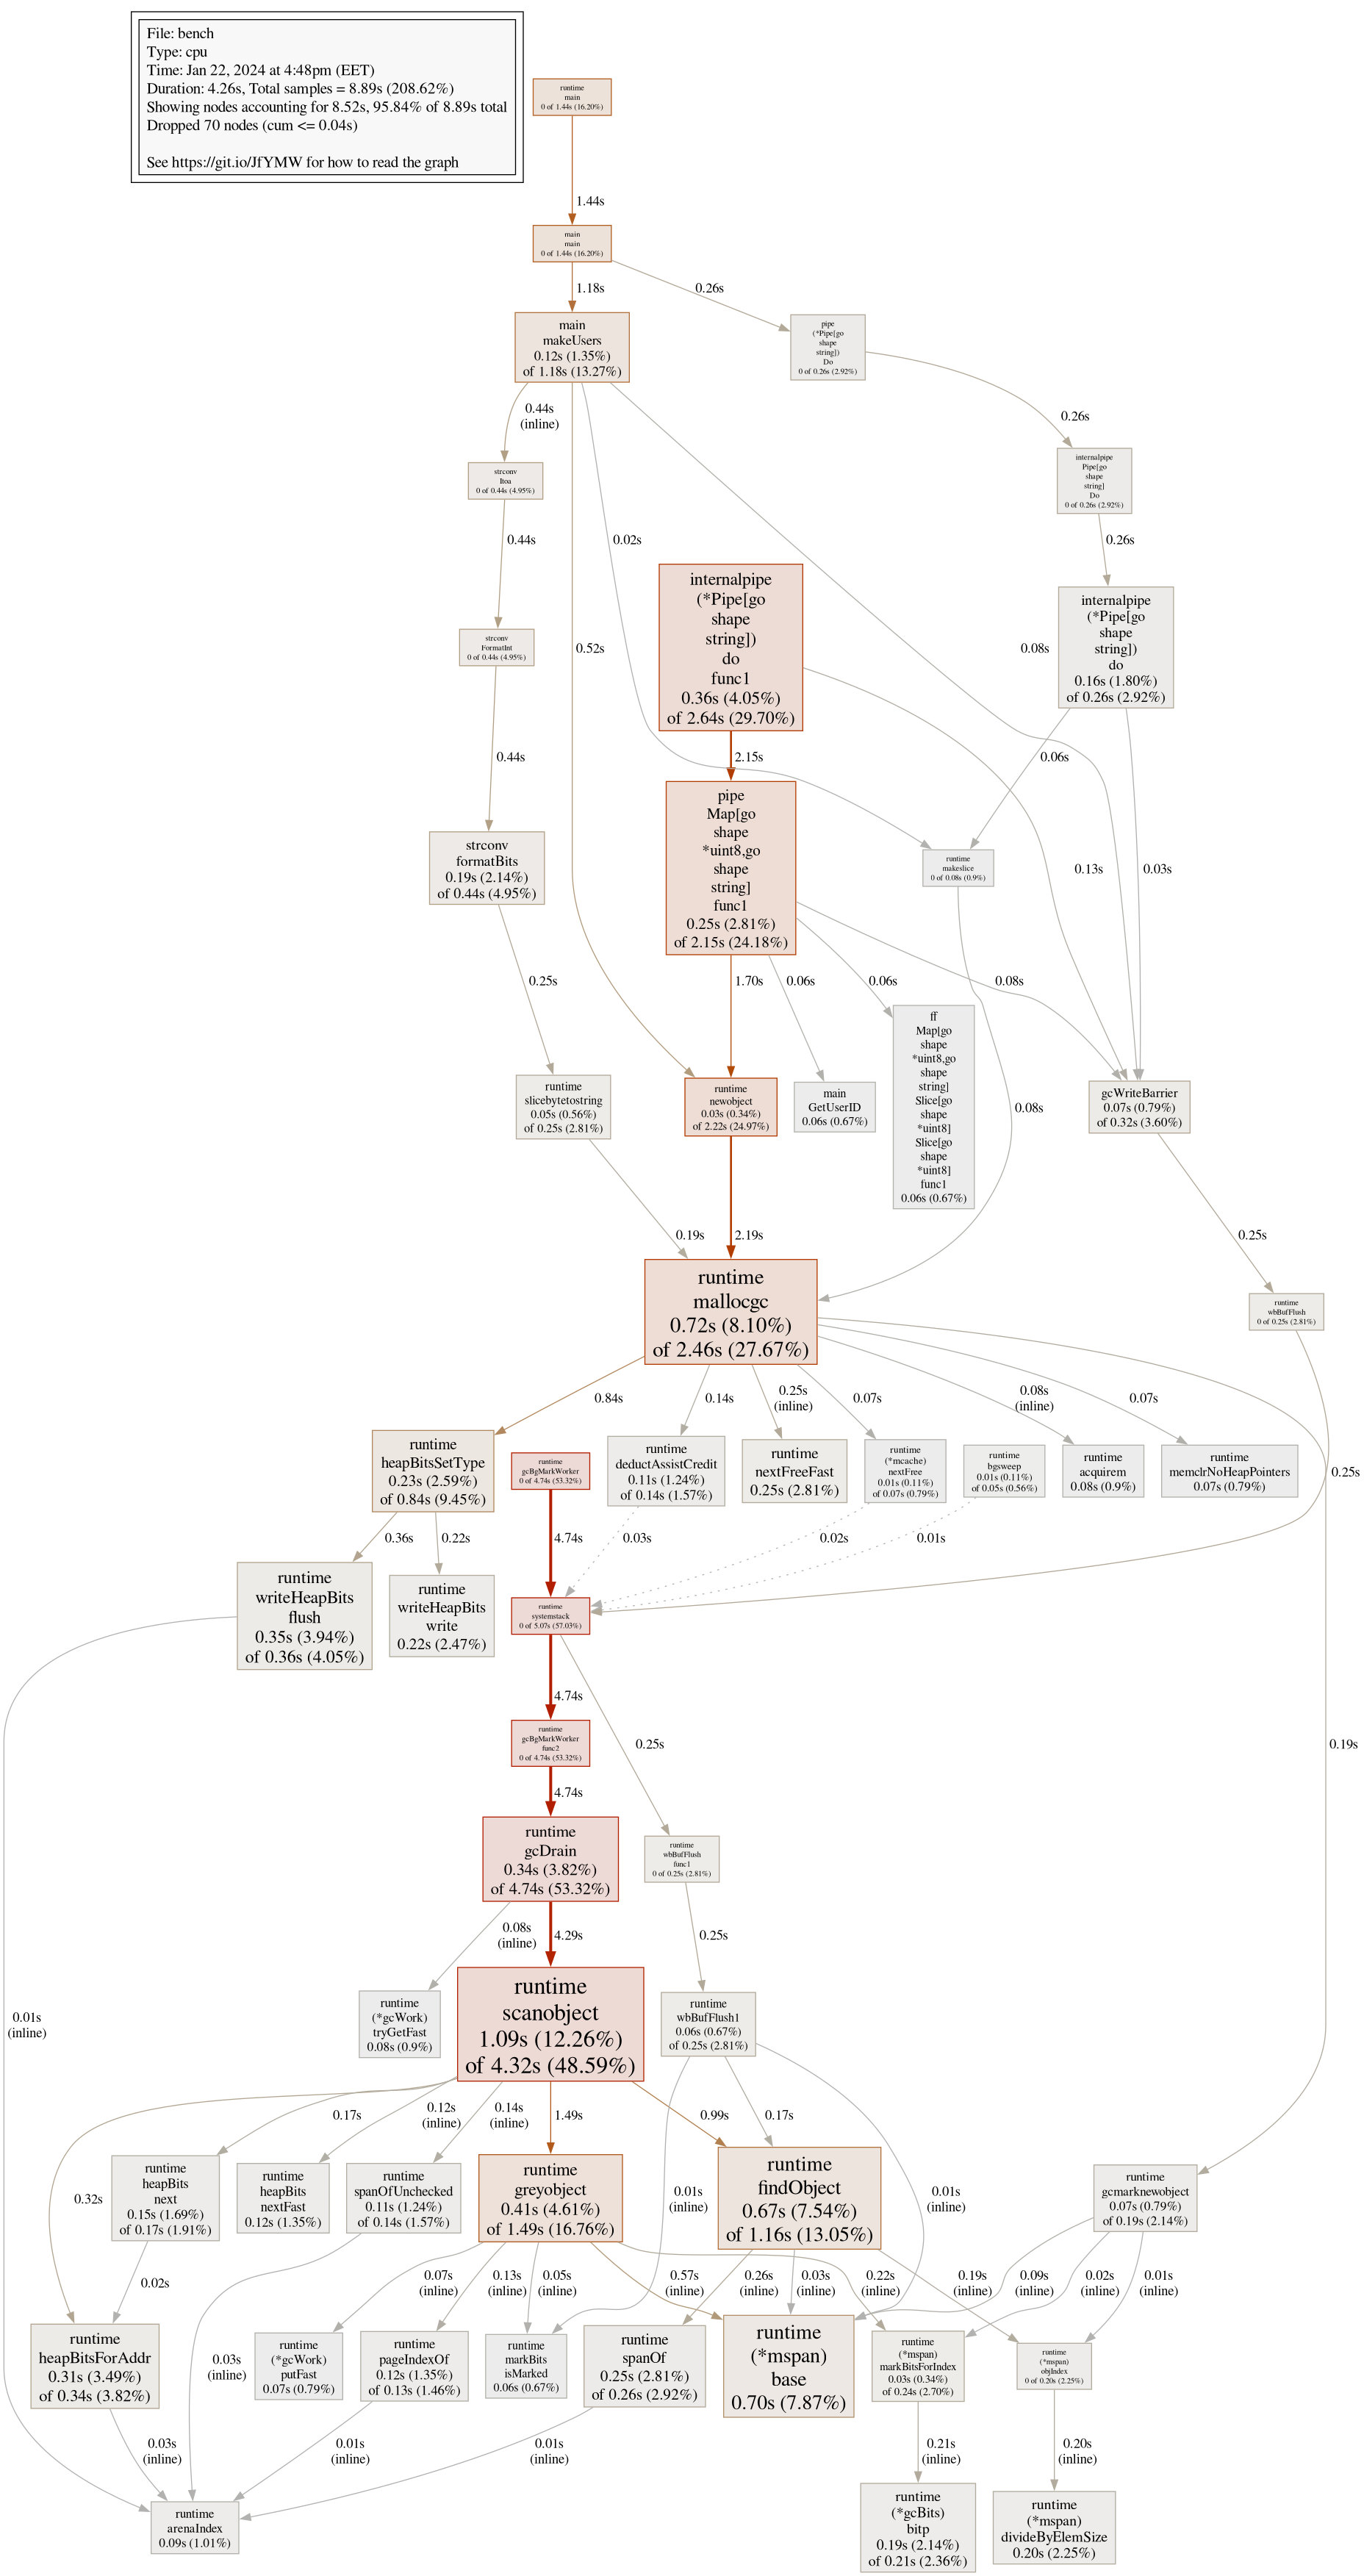 File: bench
Type: cpu
Time: Jan 22, 2024 at 4:48pm (EET)
Duration: 4.26s, Total samples = 8.89s (208.62%)
Showing nodes accounting for 8.52s, 95.84% of 8.89s total
Dropped 70 nodes (cum <= 0.04s)
See https://git.io/JfYMW for how to read the graph
runtime
main
0 of 1.44s (16.20%)
1.44s
main
main
0 of 1.44s (16.20%)
1.18s
0.26s
main
makeUsers
0.12s (1.35%)
of 1.18s (13.27%)
pipe
(*Pipe[go
shape
string])
Do
0 of 0.26s (2.92%)
0.44s
(inline)
0.26s
strconv
Itoa
0 of 0.44s (4.95%)
internalpipe
Pipe[go
shape
string]
Do
0 of 0.26s (2.92%)
0.44s
0.02s
0.26s
internalpipe
(*Pipe[go
shape
string])
do
func1
0.36s (4.05%)
of 2.64s (29.70%)
internalpipe
(*Pipe[go
shape
string])
do
0.16s (1.80%)
of 0.26s (2.92%)
strconv
FormatInt
0 of 0.44s (4.95%)
0.52s
0.08s
0.44s
2.15s
0.06s
strconv
formatBits
0.19s (2.14%)
of 0.44s (4.95%)
pipe
Map[go
shape
*uint8,go
shape
string]
func1
0.25s (2.81%)
of 2.15s (24.18%)
runtime
makeslice
0 of 0.08s (0.9%)
0.13s
0.03s
0.25s
1.70s
0.06s
0.06s
0.08s
runtime
slicebytetostring
0.05s (0.56%)
of 0.25s (2.81%)
runtime
newobject
0.03s (0.34%)
of 2.22s (24.97%)
main
GetUserID
0.06s (0.67%)
ff
Map[go
shape
*uint8,go
shape
string]
Slice[go
shape
*uint8]
Slice[go
shape
*uint8]
func1
0.06s (0.67%)
0.08s
gcWriteBarrier
0.07s (0.79%)
of 0.32s (3.60%)
0.19s
2.19s
0.25s
runtime
mallocgc
0.72s (8.10%)
of 2.46s (27.67%)
runtime
wbBufFlush
0 of 0.25s (2.81%)
0.84s
0.14s
0.25s
(inline)
0.07s
0.08s
(inline)
0.07s
runtime
heapBitsSetType
0.23s (2.59%)
of 0.84s (9.45%)
runtime
gcBgMarkWorker
0 of 4.74s (53.32%)
runtime
deductAssistCredit
0.11s (1.24%)
of 0.14s (1.57%)
runtime
nextFreeFast
0.25s (2.81%)
runtime
(*mcache)
nextFree
0.01s (0.11%)
of 0.07s (0.79%)
runtime
bgsweep
0.01s (0.11%)
of 0.05s (0.56%)
runtime
acquirem
0.08s (0.9%)
runtime
memclrNoHeapPointers
0.07s (0.79%)
0.25s
0.36s
0.22s
4.74s
0.03s
0.02s
0.01s
runtime
writeHeapBits
flush
0.35s (3.94%)
of 0.36s (4.05%)
runtime
writeHeapBits
write
0.22s (2.47%)
runtime
systemstack
0 of 5.07s (57.03%)
4.74s
0.25s
0.19s
runtime
gcBgMarkWorker
func2
0 of 4.74s (53.32%)
4.74s
runtime
gcDrain
0.34s (3.82%)
of 4.74s (53.32%)
runtime
wbBufFlush
func1
0 of 0.25s (2.81%)
0.08s
(inline)
4.29s
0.25s
0.01s
(inline)
runtime
(*gcWork)
tryGetFast
0.08s (0.9%)
runtime
scanobject
1.09s (12.26%)
of 4.32s (48.59%)
runtime
wbBufFlush1
0.06s (0.67%)
of 0.25s (2.81%)
0.32s
0.17s
0.12s
(inline)
0.14s
(inline)
1.49s
0.99s
0.17s
0.01s
(inline)
0.01s
(inline)
runtime
heapBits
next
0.15s (1.69%)
of 0.17s (1.91%)
runtime
heapBits
nextFast
0.12s (1.35%)
runtime
spanOfUnchecked
0.11s (1.24%)
of 0.14s (1.57%)
runtime
greyobject
0.41s (4.61%)
of 1.49s (16.76%)
runtime
findObject
0.67s (7.54%)
of 1.16s (13.05%)
runtime
gcmarknewobject
0.07s (0.79%)
of 0.19s (2.14%)
0.02s
0.03s
(inline)
0.07s
(inline)
0.13s
(inline)
0.05s
(inline)
0.57s
(inline)
0.26s
(inline)
0.03s
(inline)
0.22s
(inline)
0.19s
(inline)
0.09s
(inline)
0.02s
(inline)
0.01s
(inline)
runtime
heapBitsForAddr
0.31s (3.49%)
of 0.34s (3.82%)
runtime
(*gcWork)
putFast
0.07s (0.79%)
runtime
pageIndexOf
0.12s (1.35%)
of 0.13s (1.46%)
runtime
markBits
isMarked
0.06s (0.67%)
runtime
spanOf
0.25s (2.81%)
of 0.26s (2.92%)
runtime
(*mspan)
base
0.70s (7.87%)
runtime
(*mspan)
markBitsForIndex
0.03s (0.34%)
of 0.24s (2.70%)
runtime
(*mspan)
objIndex
0 of 0.20s (2.25%)
0.03s
(inline)
0.01s
(inline)
0.01s
(inline)
0.21s
(inline)
0.20s
(inline)
runtime
arenaIndex
0.09s (1.01%)
runtime
(*gcBits)
bitp
0.19s (2.14%)
of 0.21s (2.36%)
runtime
(*mspan)
divideByElemSize
0.20s (2.25%)